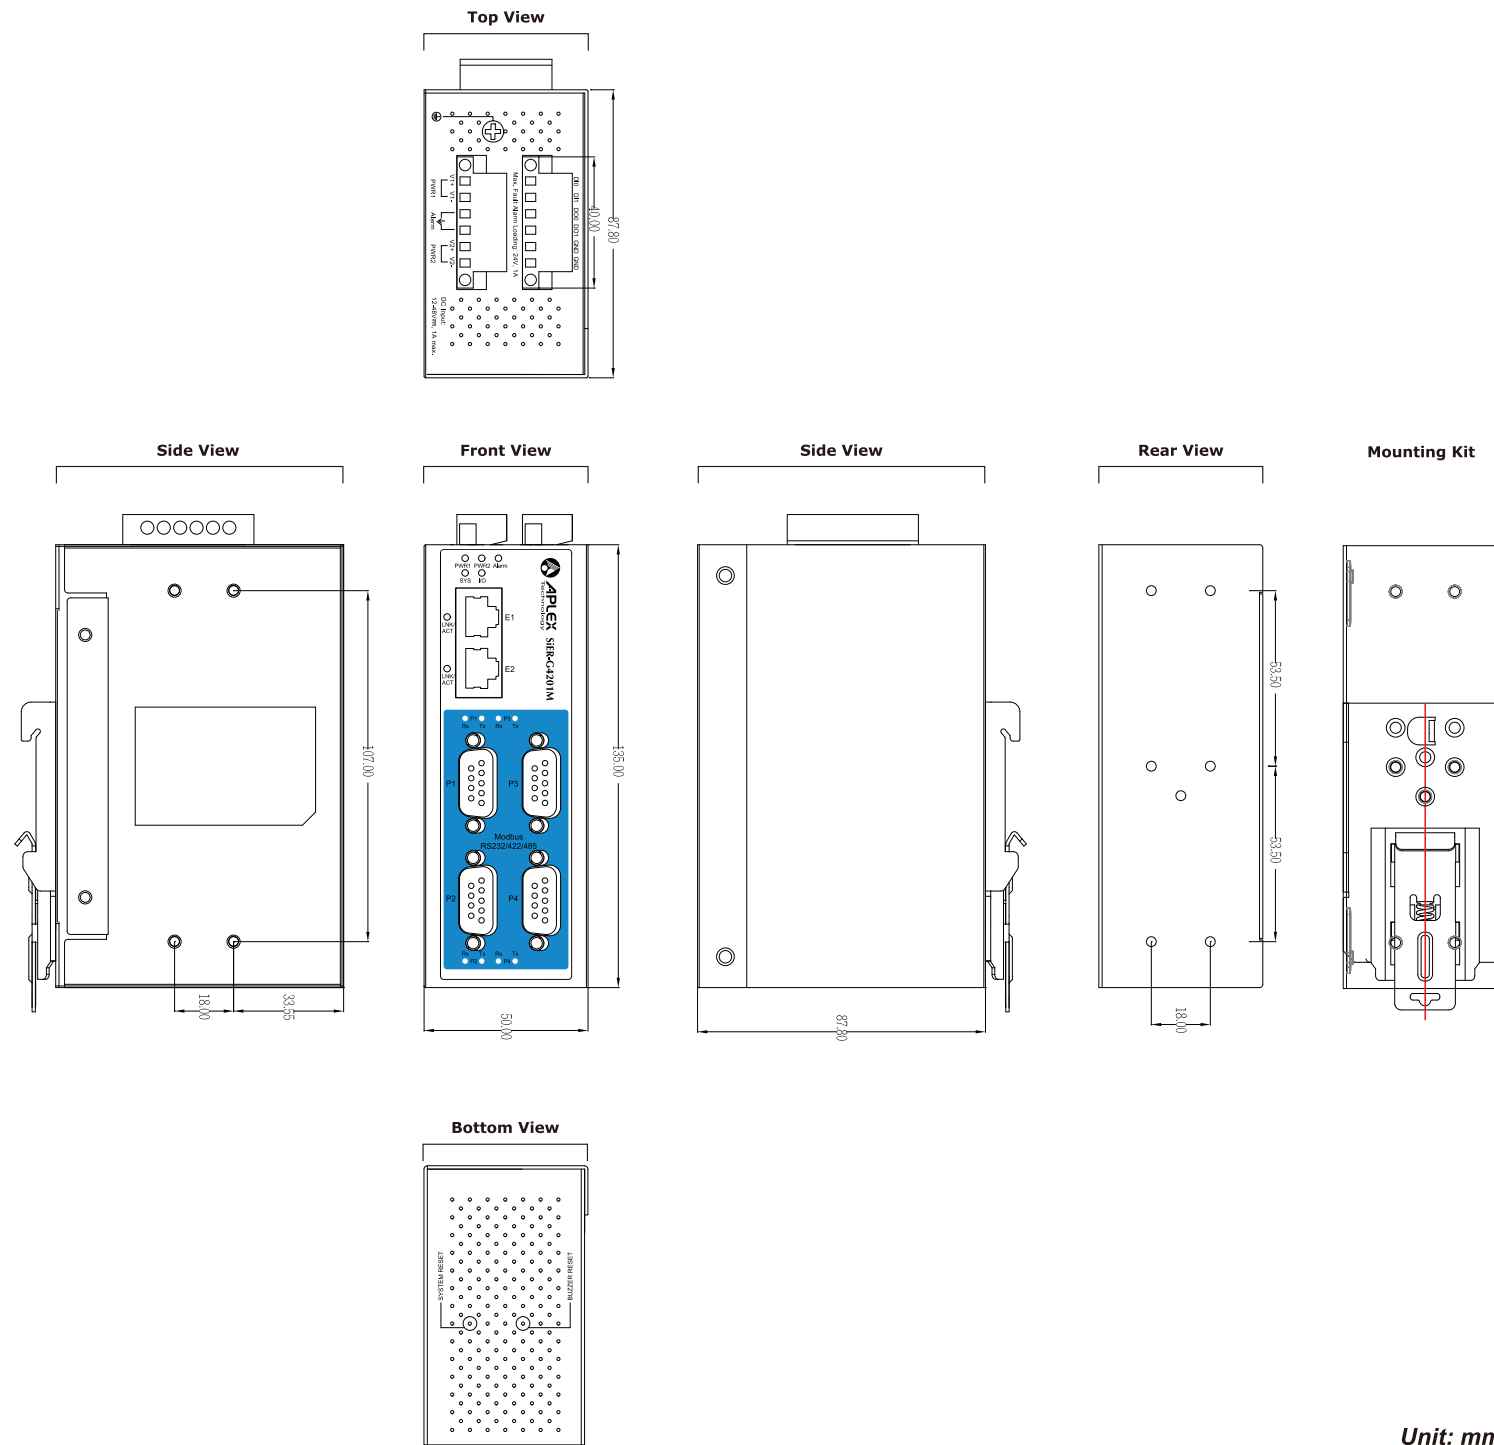 Top View
V1+
V1-
V2+
V2-
PWR1
Alarm
PWR2
Max. Fault Alarm Loading: 24V, 1A
DI0 DI1 DO0 DO1 GND GND
DC Input:
1A max.
40.00
87.80
Side View
Front View
Side View
Rear View
Mounting Kit
PWR1 PWR2 Alarm
SYS I/O
APLEX
Technology
SiER-G4201M
E1
LNK/
ACT
E2
LNK/
ACT
P1 P3
Rx Tx Rx Tx
P1
P3
Modbus
RS232/422/485
P2
P4
Rx Tx Rx Tx
P2 P4
107.00
135.00
53.50
53.50
18.00
33.55
50.00
87.80
18.00
Bottom View
SYSTEM RESET
BUZZER RESET
Unit: mm